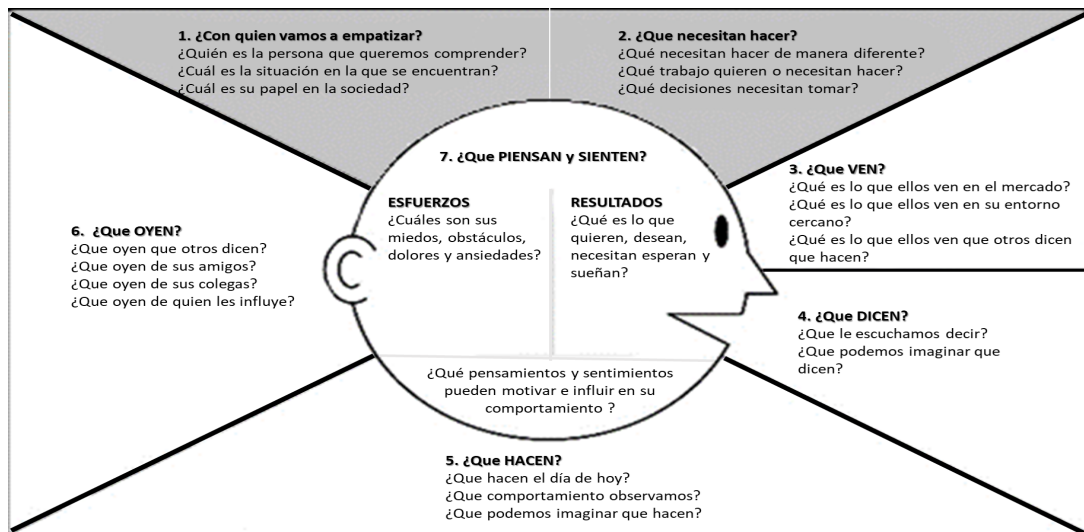 1. ¿Con quien vamos a empatizar?
¿Quién es la persona que queremos comprender?
¿Cuál es la situación en la que se encuentran?
¿Cuál es su papel en la sociedad?
2. ¿Que necesitan hacer?
¿Qué necesitan hacer de manera diferente?
¿Qué trabajo quieren o necesitan hacer?
¿Qué decisiones necesitan tomar?
3. ¿Que VEN?
¿Qué es lo que ellos ven en el mercado?
¿Qué es lo que ellos ven en su entorno
cercano?
¿Qué es lo que ellos ven que otros dicen
que hacen?
4. ¿Que DICEN?
¿Que le escuchamos decir?
¿Que podemos imaginar que
dicen?
5. ¿Que HACEN?
¿Que hacen el día de hoy?
¿Que comportamiento observamos?
¿Que podemos imaginar que hacen?
6. ¿Que OYEN?
¿Que oyen que otros dicen?
¿Que oyen de sus amigos?
¿Que oyen de sus colegas?
¿Que oyen de quien les influye?
7. ¿Que PIENSAN y SIENTEN?
ESFUERZOS
¿Cuáles son sus
miedos, obstáculos,
dolores y ansiedades?
RESULTADOS
¿Qué es lo que
quieren, desean,
necesitan esperan y
sueñan?
¿Qué pensamientos y sentimientos
pueden motivar e influir en su
comportamiento ?